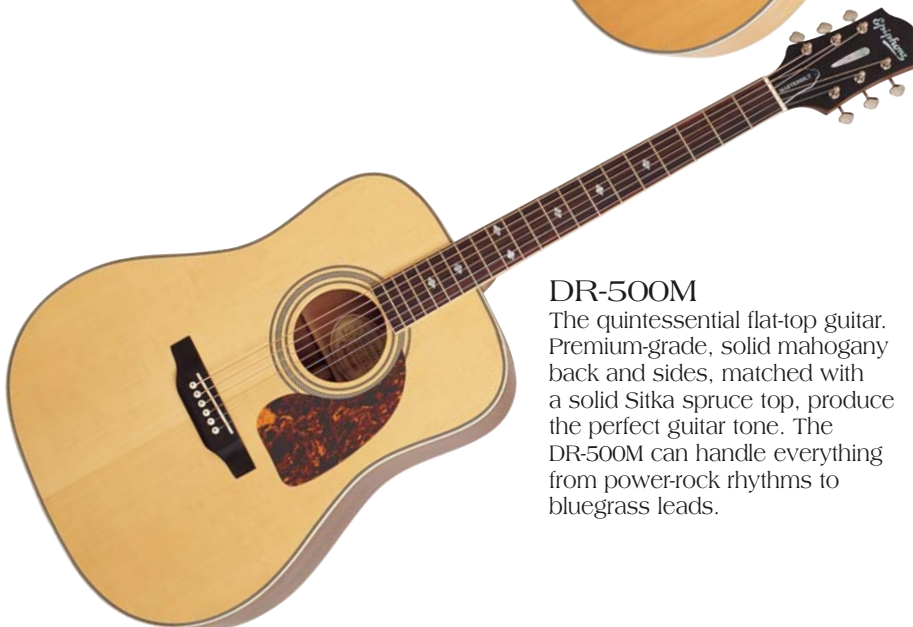 Epiphone
MASTERBILT
DR-500M
The quintessential flat-top guitar.
Premium-grade, solid mahogany
back and sides, matched with
a solid Sitka spruce top, produce
the perfect guitar tone. The
DR-500M can handle everything
from power-rock rhythms to
bluegrass leads.